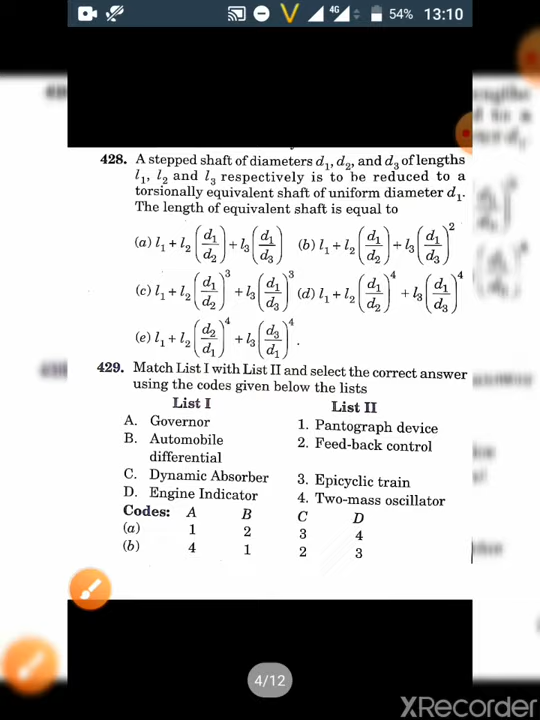 4G 54% 13:10
428. A stepped shaft of diameters d₁, d₂, and d₃ of lengths
l₁, l₂ and l₃ respectively is to be reduced to a
torsionally equivalent shaft of uniform diameter d₁.
The length of equivalent shaft is equal to
(a) l₁ + l₂ (d₁/d₂) + l₃ (d₁/d₃) (b) l₁ + l₂ (d₁/d₂) + l₃ (d₁/d₃)²
(c) l₁ + l₂ (d₁/d₂)³ + l₃ (d₁/d₃)³ (d) l₁ + l₂ (d₁/d₂)⁴ + l₃ (d₁/d₃)⁴
(e) l₁ + l₂ (d₂/d₁)⁴ + l₃ (d₃/d₁)⁴.
429. Match List I with List II and select the correct answer
using the codes given below the lists
List I List II
A. Governor 1. Pantograph device
B. Automobile 2. Feed-back control
differential
C. Dynamic Absorber 3. Epicyclic train
D. Engine Indicator 4. Two-mass oscillator
Codes: A B C D
(a) 1 2 3 4
(b) 4 1 2 3
4/12
XRecorder